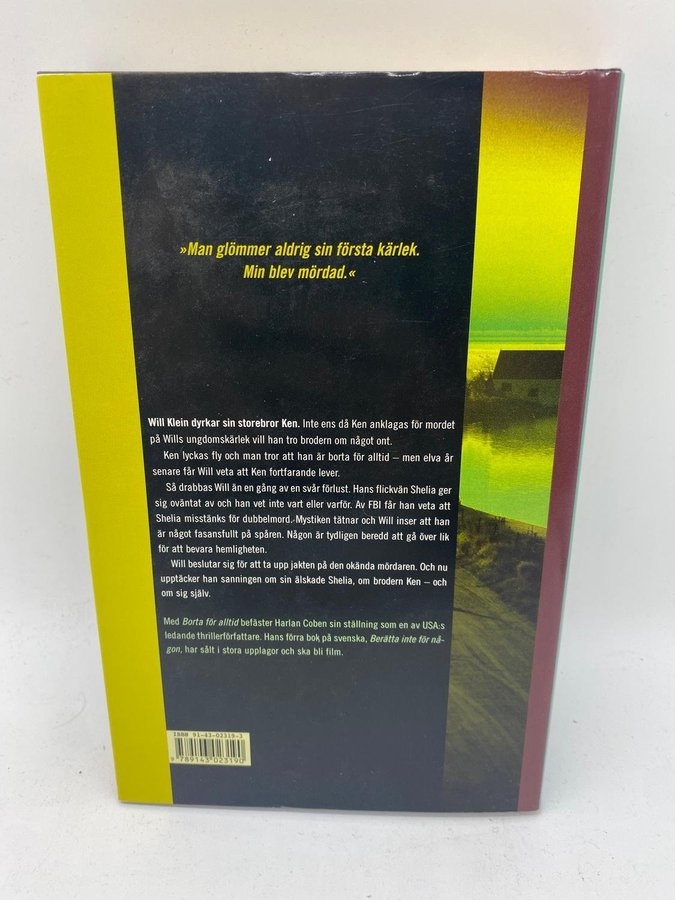 »Man glömmer aldrig sin första kärlek.
Min blev mördad.«
Will Klein dyrkar sin storebror Ken. Inte ens då Ken anklagas för mordet
på Wills ungdomskärlek vill han tro brodern om något ont.
Ken lyckas fly och man tror att han är borta för alltid – men elva år
senare får Will veta att Ken fortfarande lever.
Så drabbas Will än en gång av en svår förlust. Hans flickvän Shelia ger
sig oväntat av och han vet inte vart eller varför. Av FBI får han veta att
Shelia misstänks för dubbelmord. Mystiken tätnar och Will inser att han
är något fasansfullt på spåren. Någon är tydligen beredd att gå över lik
för att bevara hemligheten.
Will beslutar sig för att ta upp jakten på den okända mördaren. Och nu
upptäcker han sanningen om sin älskade Shelia, om brodern Ken – och
om sig själv.
Med Borta för alltid befäster Harlan Coben sin ställning som en av USA:s
ledande thrillerförfattare. Hans förra bok på svenska, Berätta inte för nå-
gon, har sålt i stora upplagor och ska bli film.
ISBN 91-43-02319-3
9 789143 023190